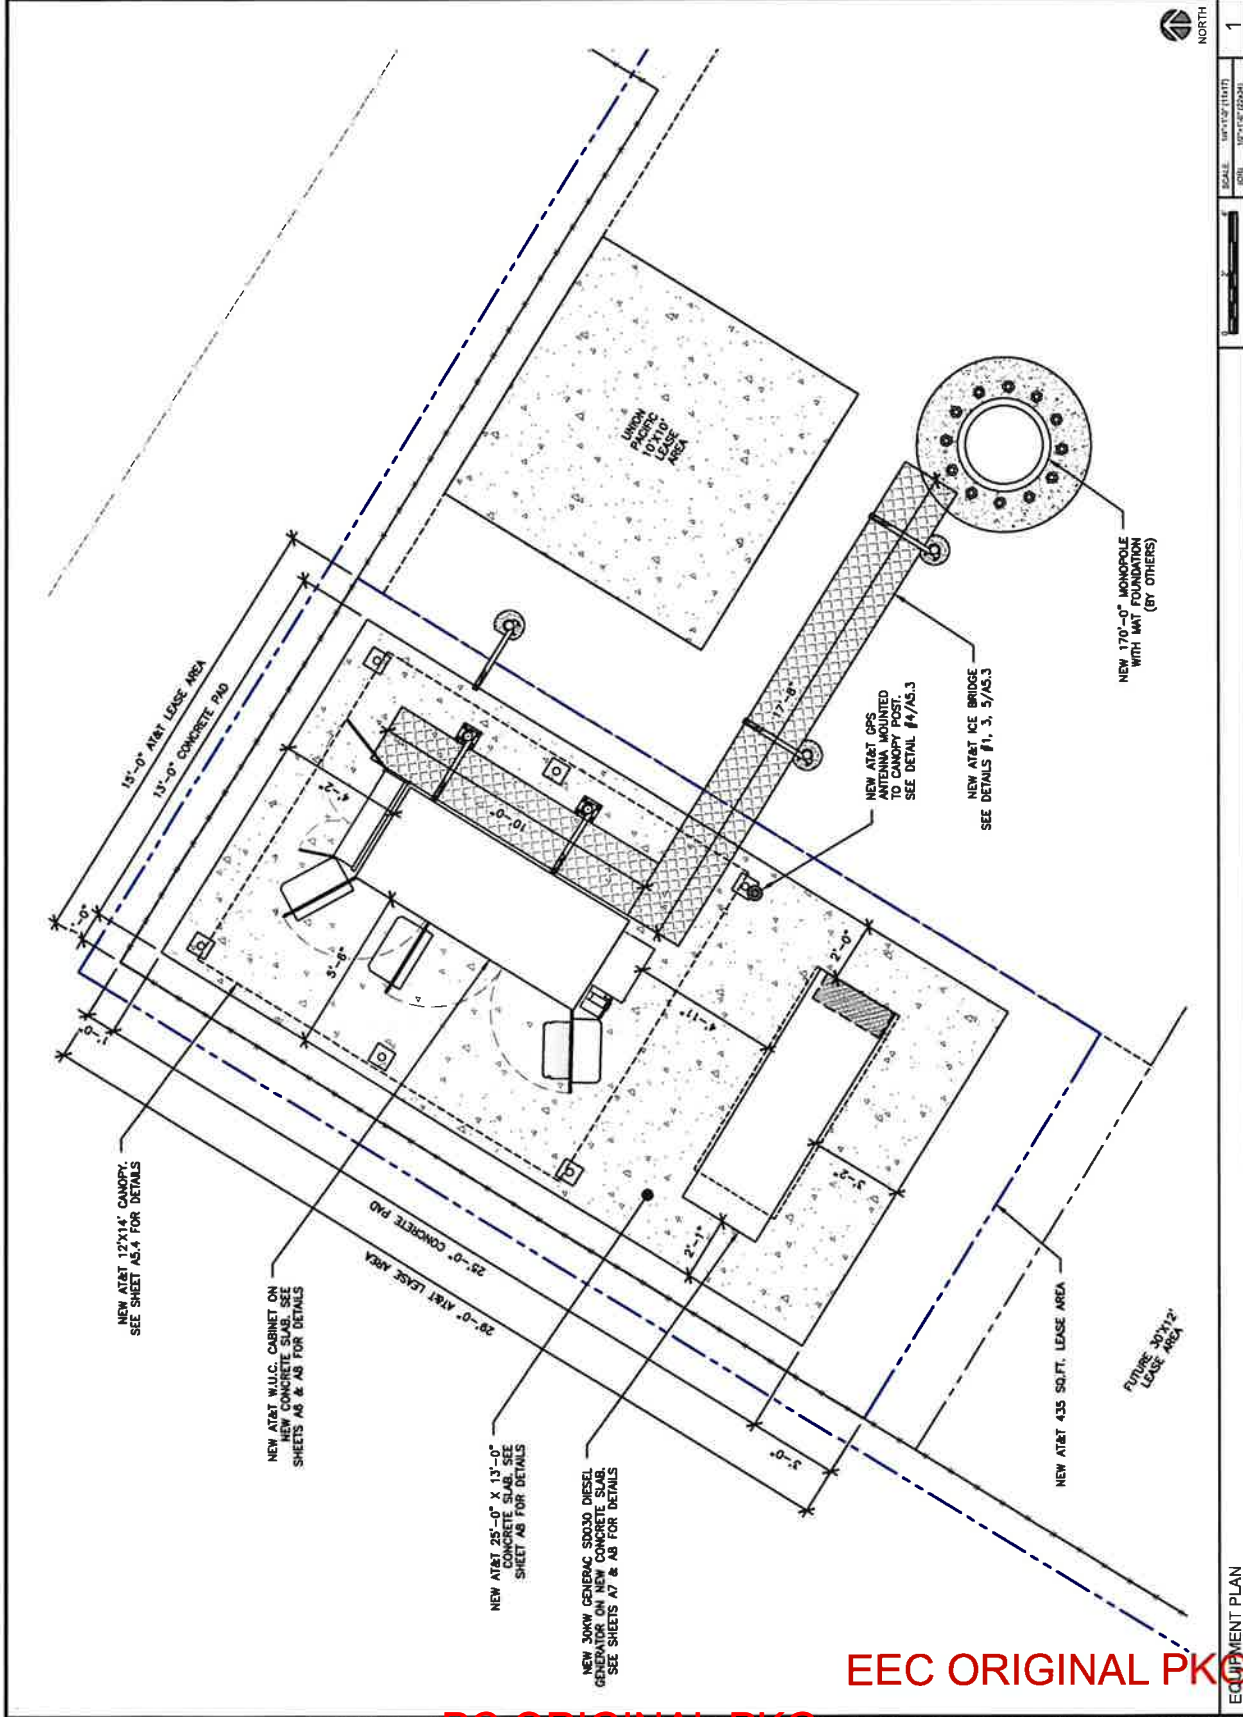 NEW AT&T 12'X14' CANOPY.
SEE SHEET A5.4 FOR DETAILS
NEW AT&T W.U.C. CABINET ON
NEW CONCRETE SLAB. SEE
SHEETS A6 & A8 FOR DETAILS
NEW AT&T 25'-0" X 13'-0"
CONCRETE SLAB. SEE
SHEET A8 FOR DETAILS
NEW 30KW GENERAC SD030 DIESEL
GENERATOR ON NEW CONCRETE SLAB.
SEE SHEETS A7 & A8 FOR DETAILS
29'-0" AT&T LEASE AREA
25'-0" CONCRETE PAD
1'-0"
1'-0"
15'-0" AT&T LEASE AREA
13'-0" CONCRETE PAD
4'-2"
10'-0"
5'-6"
4'-11"
2'-0"
3'-2"
2'-1"
3'-0"
17'-8"
UNION
PACIFIC
10'X10'
LEASE
AREA
NEW AT&T GPS
ANTENNA MOUNTED
TO CANOPY POST.
SEE DETAIL #4/A5.3
NEW AT&T ICE BRIDGE
SEE DETAILS #1, 3, 5/A5.3
NEW 170'-0" MONOPOLE
WITH MAT FOUNDATION
(BY OTHERS)
NEW AT&T 435 SQ.FT. LEASE AREA
FUTURE 30'X12'
LEASE AREA
NORTH
EQUIPMENT PLAN
0 2' 4'
SCALE
1
EEC ORIGINAL PKG